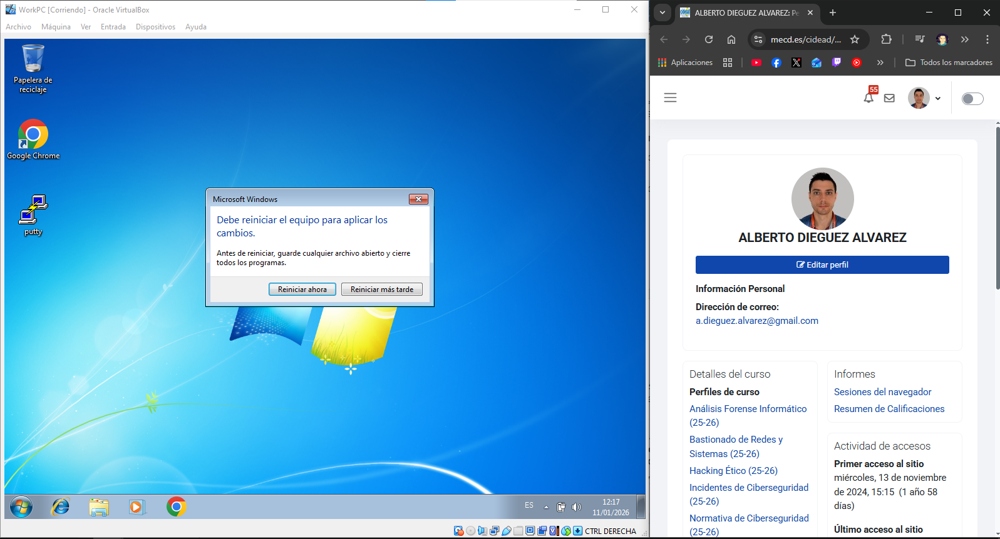 WorkPC [Corriendo] - Oracle VirtualBox
Archivo Máquina Ver Entrada Dispositivos Ayuda
Papelera de
reciclaje
Google Chrome
putty
Microsoft Windows
Debe reiniciar el equipo para aplicar los
cambios.
Antes de reiniciar, guarde cualquier archivo abierto y cierre
todos los programas.
Reiniciar ahora
Reiniciar más tarde
ES
12:17
11/01/2026
CTRL DERECHA
ALBERTO DIEGUEZ ALVAREZ: Pe
mecd.es/cidead/...
Aplicaciones
Todos los marcadores
55
ALBERTO DIEGUEZ ALVAREZ
Editar perfil
Información Personal
Dirección de correo:
a.dieguez.alvarez@gmail.com
Detalles del curso
Perfiles de curso
Análisis Forense Informático
(25-26)
Bastionado de Redes y
Sistemas (25-26)
Hacking Ético (25-26)
Incidentes de Ciberseguridad
(25-26)
Normativa de Ciberseguridad
(25-26)
Informes
Sesiones del navegador
Resumen de Calificaciones
Actividad de accesos
Primer acceso al sitio
miércoles, 13 de noviembre
de 2024, 15:15 (1 año 58
días)
Último acceso al sitio